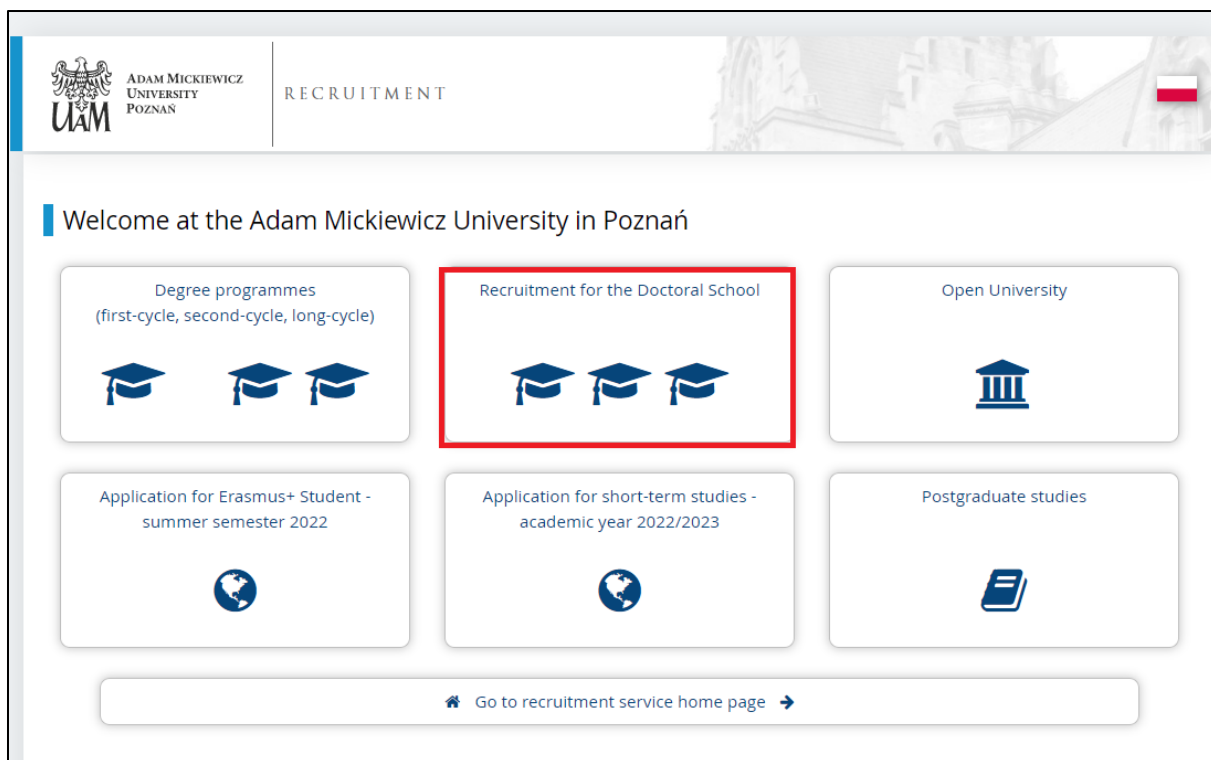 UAM
ADAM MICKIEWICZ
UNIVERSITY
POZNAŃ
RECRUITMENT
Welcome at the Adam Mickiewicz University in Poznań
Degree programmes
(first-cycle, second-cycle, long-cycle)
Recruitment for the Doctoral School
Open University
Application for Erasmus+ Student -
summer semester 2022
Application for short-term studies -
academic year 2022/2023
Postgraduate studies
Go to recruitment service home page